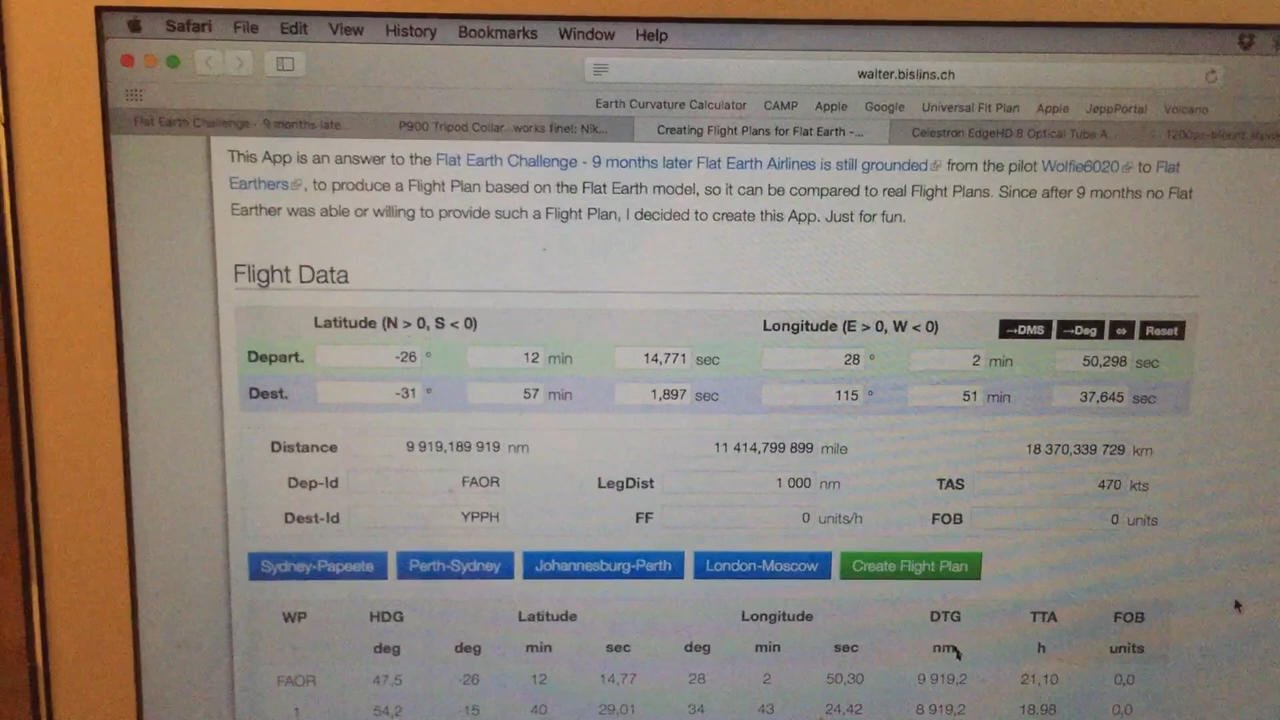 Safari File Edit View History Bookmarks Window Help
walter.bislins.ch
Earth Curvature Calculator CAMP Apple Google Universal Fit Plan Apple JeppPortal Volcano
Flat Earth Challenge - 9 months late... P900 Tripod Collar...works fine!: Nik... Creating Flight Plans for Flat Earth -... Celestron EdgeHD 8 Optical Tube A...
This App is an answer to the Flat Earth Challenge - 9 months later Flat Earth Airlines is still grounded from the pilot Wolfie6020 to Flat
Earthers, to produce a Flight Plan based on the Flat Earth model, so it can be compared to real Flight Plans. Since after 9 months no Flat
Earther was able or willing to provide such a Flight Plan, I decided to create this App. Just for fun.
Flight Data
Latitude (N > 0, S < 0) Longitude (E > 0, W < 0) →DMS →Deg ⇔ Reset
Depart. -26 ° 12 min 14,771 sec 28 ° 2 min 50,298 sec
Dest. -31 ° 57 min 1,897 sec 115 ° 51 min 37,645 sec
Distance 9 919,189 919 nm 11 414,799 899 mile 18 370,339 729 km
Dep-Id FAOR LegDist 1 000 nm TAS 470 kts
Dest-Id YPPH FF 0 units/h FOB 0 units
Sydney-Papeete Perth-Sydney Johannesburg-Perth London-Moscow Create Flight Plan
WP HDG Latitude Longitude DTG TTA FOB
deg deg min sec deg min sec nm h units
FAOR 47,5 -26 12 14,77 28 2 50,30 9 919,2 21,10 0,0
1 54,2 -15 40 29,01 34 43 24,42 8 919,2 18,98 0,0